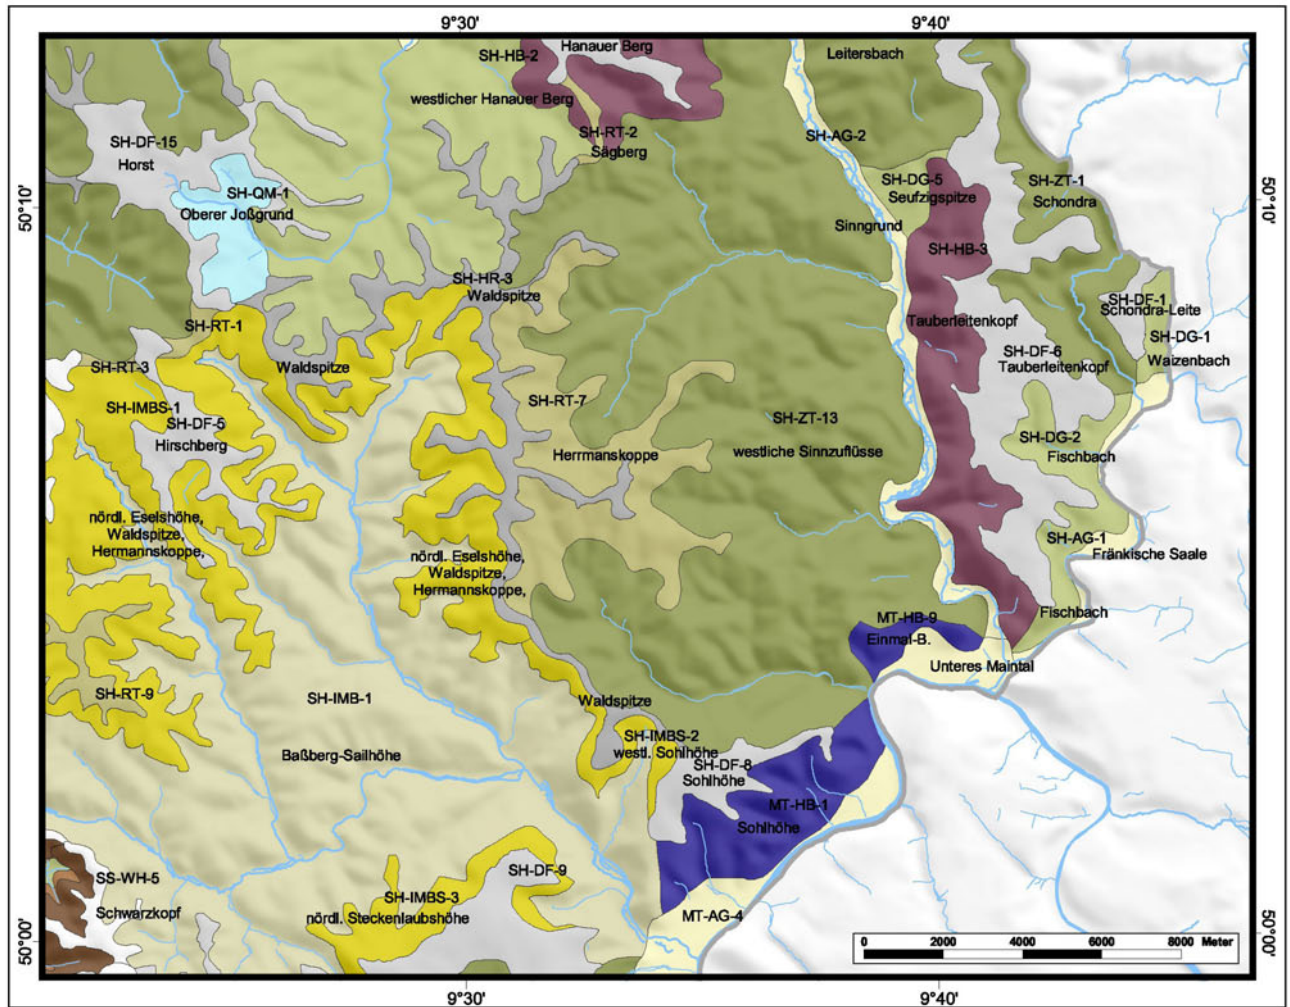 9°30'
9°40'
Hanauer Berg
SH-HB-2
Leitersbach
westlicher Hanauer Berg
SH-RT-2
Sägberg
SH-AG-2
SH-DF-15
Horst
SH-QM-1
Oberer Joßgrund
SH-DG-5
Seufzigspitze
SH-ZT-1
Schondra
50°10'
50°10'
Sinngrund
SH-HB-3
SH-HR-3
Waldspitze
SH-DF-1
Schondra-Leite
SH-RT-1
Tauberleitenkopf
SH-DG-1
Waizenbach
SH-DF-6
Tauberleitenkopf
SH-RT-3
Waldspitze
SH-IMBS-1
SH-DF-5
Hirschberg
SH-RT-7
SH-ZT-13
westliche Sinnzuflüsse
Herrmanskoppe
SH-DG-2
Fischbach
nördl. Eselshöhe,
Waldspitze,
Hermannskoppe,
nördl. Eselshöhe,
Waldspitze,
Hermannskoppe,
SH-AG-1
Fränkische Saale
Fischbach
MT-HB-9
Einmal-B.
Unteres Maintal
SH-RT-9
SH-IMB-1
Waldspitze
Baßberg-Sailhöhe
SH-IMBS-2
westl. Sohlhöhe
SH-DF-8
Sohlhöhe
MT-HB-1
Sohlhöhe
SS-WH-5
Schwarzkopf
SH-DF-9
SH-IMBS-3
nördl. Steckenlaubshöhe
MT-AG-4
50°00'
50°00'
0 2000 4000 6000 8000 Meter
9°30'
9°40'